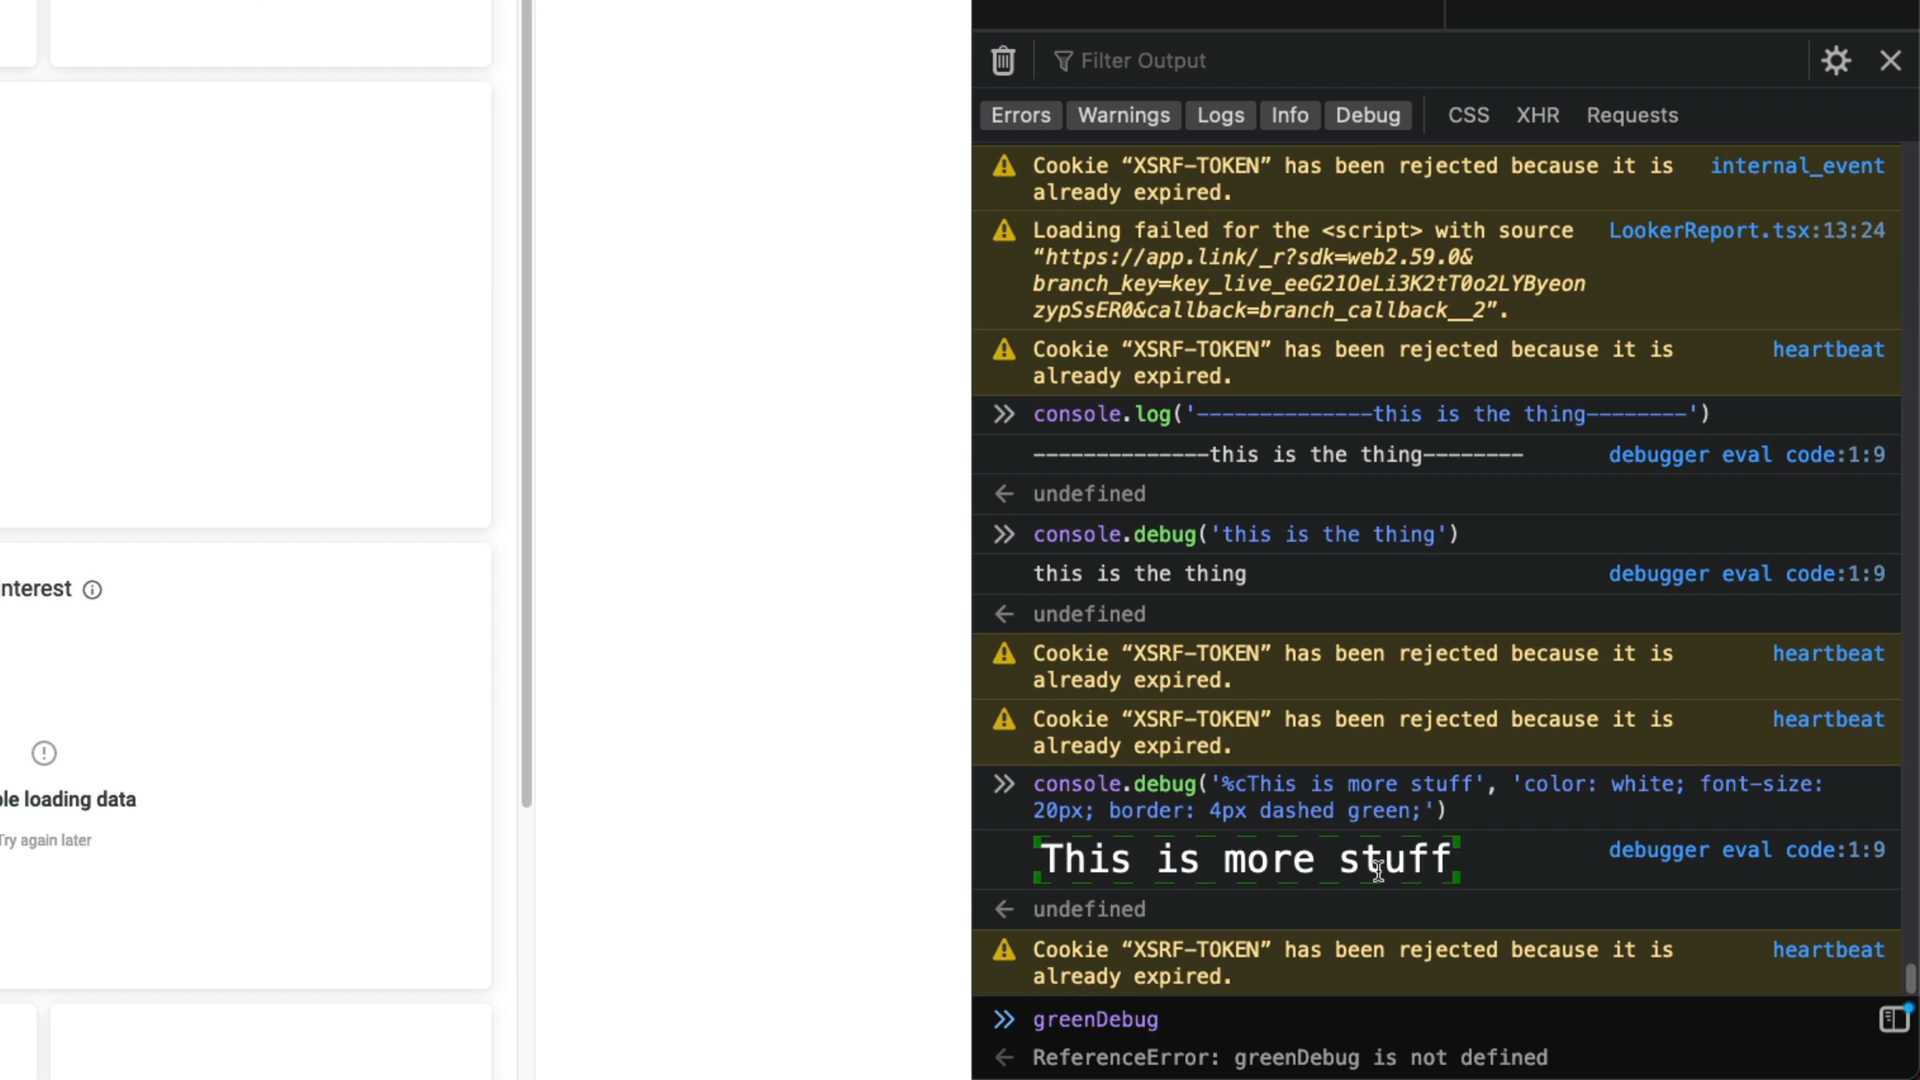 nterest
le loading data
Try again later
Filter Output
Errors Warnings Logs Info Debug CSS XHR Requests
Cookie “XSRF-TOKEN” has been rejected because it is internal_event
already expired.
Loading failed for the <script> with source LookerReport.tsx:13:24
“https://app.link/_r?sdk=web2.59.0&
branch_key=key_live_eeG21OeLi3K2tT0o2LYByeon
zypSsER0&callback=branch_callback__2”.
Cookie “XSRF-TOKEN” has been rejected because it is heartbeat
already expired.
console.log('--------------this is the thing--------')
--------------this is the thing-------- debugger eval code:1:9
undefined
console.debug('this is the thing')
this is the thing debugger eval code:1:9
undefined
Cookie “XSRF-TOKEN” has been rejected because it is heartbeat
already expired.
Cookie “XSRF-TOKEN” has been rejected because it is heartbeat
already expired.
console.debug('%cThis is more stuff', 'color: white; font-size:
20px; border: 4px dashed green;')
This is more stuff debugger eval code:1:9
undefined
Cookie “XSRF-TOKEN” has been rejected because it is heartbeat
already expired.
greenDebug
ReferenceError: greenDebug is not defined